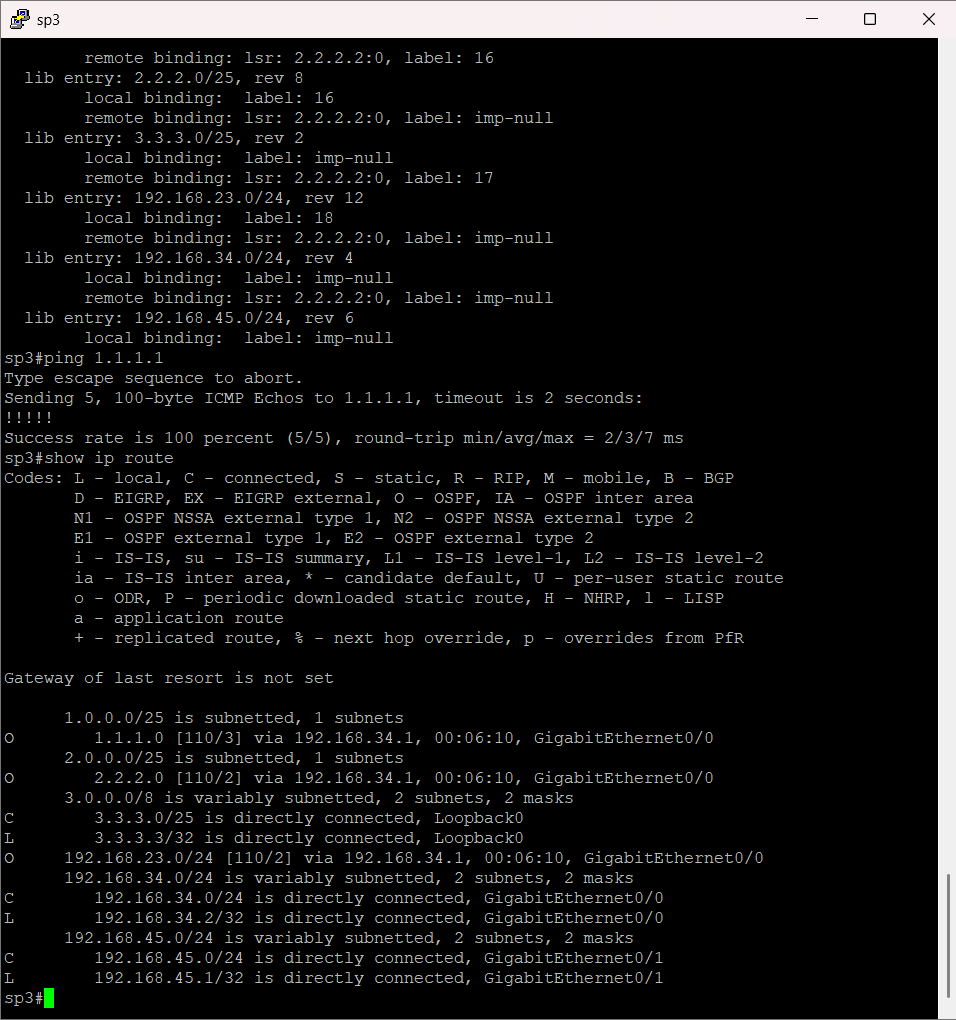 sp3
remote binding: lsr: 2.2.2.2:0, label: 16
lib entry: 2.2.2.0/25, rev 8
local binding:  label: 16
remote binding: lsr: 2.2.2.2:0, label: imp-null
lib entry: 3.3.3.0/25, rev 2
local binding:  label: imp-null
remote binding: lsr: 2.2.2.2:0, label: 17
lib entry: 192.168.23.0/24, rev 12
local binding:  label: 18
remote binding: lsr: 2.2.2.2:0, label: imp-null
lib entry: 192.168.34.0/24, rev 4
local binding:  label: imp-null
remote binding: lsr: 2.2.2.2:0, label: imp-null
lib entry: 192.168.45.0/24, rev 6
local binding:  label: imp-null
sp3#ping 1.1.1.1
Type escape sequence to abort.
Sending 5, 100-byte ICMP Echos to 1.1.1.1, timeout is 2 seconds:
!!!!!
Success rate is 100 percent (5/5), round-trip min/avg/max = 2/3/7 ms
sp3#show ip route
Codes: L - local, C - connected, S - static, R - RIP, M - mobile, B - BGP
D - EIGRP, EX - EIGRP external, O - OSPF, IA - OSPF inter area
N1 - OSPF NSSA external type 1, N2 - OSPF NSSA external type 2
E1 - OSPF external type 1, E2 - OSPF external type 2
i - IS-IS, su - IS-IS summary, L1 - IS-IS level-1, L2 - IS-IS level-2
ia - IS-IS inter area, * - candidate default, U - per-user static route
o - ODR, P - periodic downloaded static route, H - NHRP, l - LISP
a - application route
+ - replicated route, % - next hop override, p - overrides from PfR
Gateway of last resort is not set
1.0.0.0/25 is subnetted, 1 subnets
O        1.1.1.0 [110/3] via 192.168.34.1, 00:06:10, GigabitEthernet0/0
2.0.0.0/25 is subnetted, 1 subnets
O        2.2.2.0 [110/2] via 192.168.34.1, 00:06:10, GigabitEthernet0/0
3.0.0.0/8 is variably subnetted, 2 subnets, 2 masks
C        3.3.3.0/25 is directly connected, Loopback0
L        3.3.3.3/32 is directly connected, Loopback0
O     192.168.23.0/24 [110/2] via 192.168.34.1, 00:06:10, GigabitEthernet0/0
192.168.34.0/24 is variably subnetted, 2 subnets, 2 masks
C        192.168.34.0/24 is directly connected, GigabitEthernet0/0
L        192.168.34.2/32 is directly connected, GigabitEthernet0/0
192.168.45.0/24 is variably subnetted, 2 subnets, 2 masks
C        192.168.45.0/24 is directly connected, GigabitEthernet0/1
L        192.168.45.1/32 is directly connected, GigabitEthernet0/1
sp3#